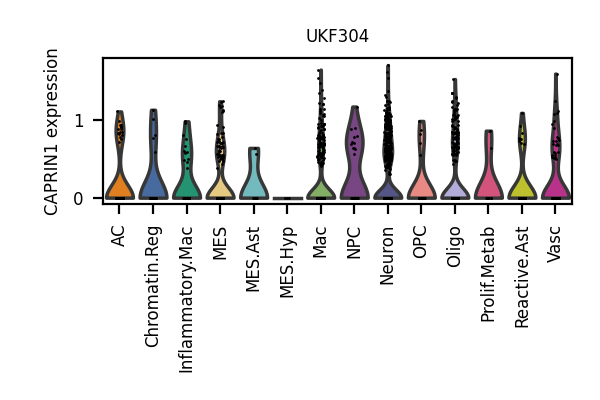 UKF304
CAPRIN1 expression
1
0
AC
Chromatin.Reg
Inflammatory.Mac
MES
MES.Ast
MES.Hyp
Mac
NPC
Neuron
OPC
Oligo
Prolif.Metab
Reactive.Ast
Vasc